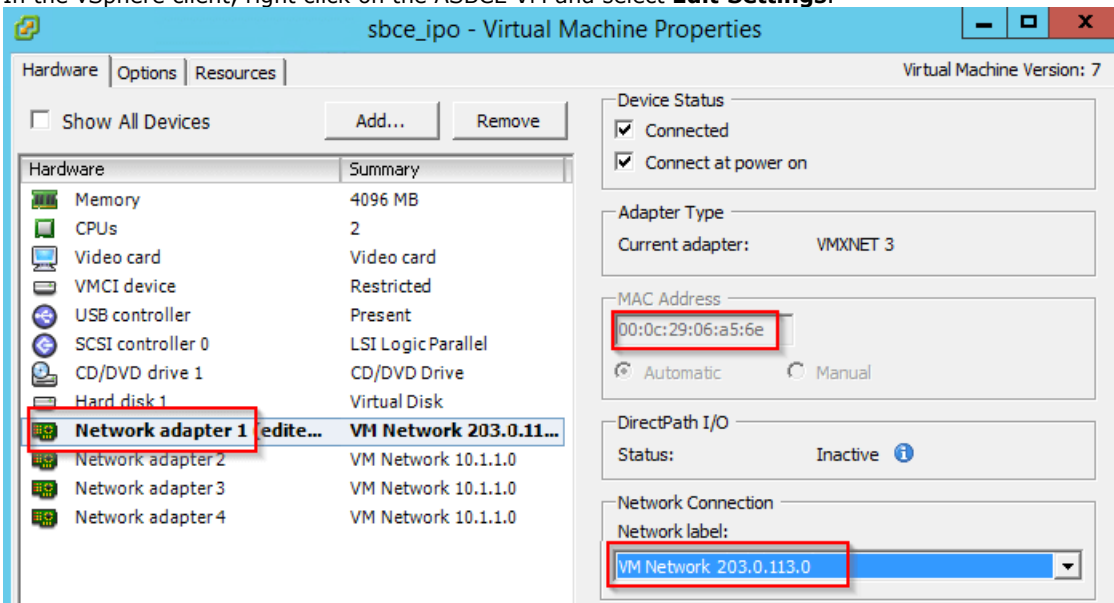 In the vSphere client, right click on the ASBCE VM and select Edit Settings.
sbce_ipo - Virtual Machine Properties
Hardware Options Resources
Virtual Machine Version: 7
Show All Devices
Add...
Remove
Hardware Summary
Memory 4096 MB
CPUs 2
Video card Video card
VMCI device Restricted
USB controller Present
SCSI controller 0 LSI Logic Parallel
CD/DVD drive 1 CD/DVD Drive
Hard disk 1 Virtual Disk
Network adapter 1 (edite... VM Network 203.0.11...
Network adapter 2 VM Network 10.1.1.0
Network adapter 3 VM Network 10.1.1.0
Network adapter 4 VM Network 10.1.1.0
Device Status
Connected
Connect at power on
Adapter Type
Current adapter: VMXNET 3
MAC Address
00:0c:29:06:a5:6e
Automatic Manual
DirectPath I/O
Status: Inactive
Network Connection
Network label:
VM Network 203.0.113.0